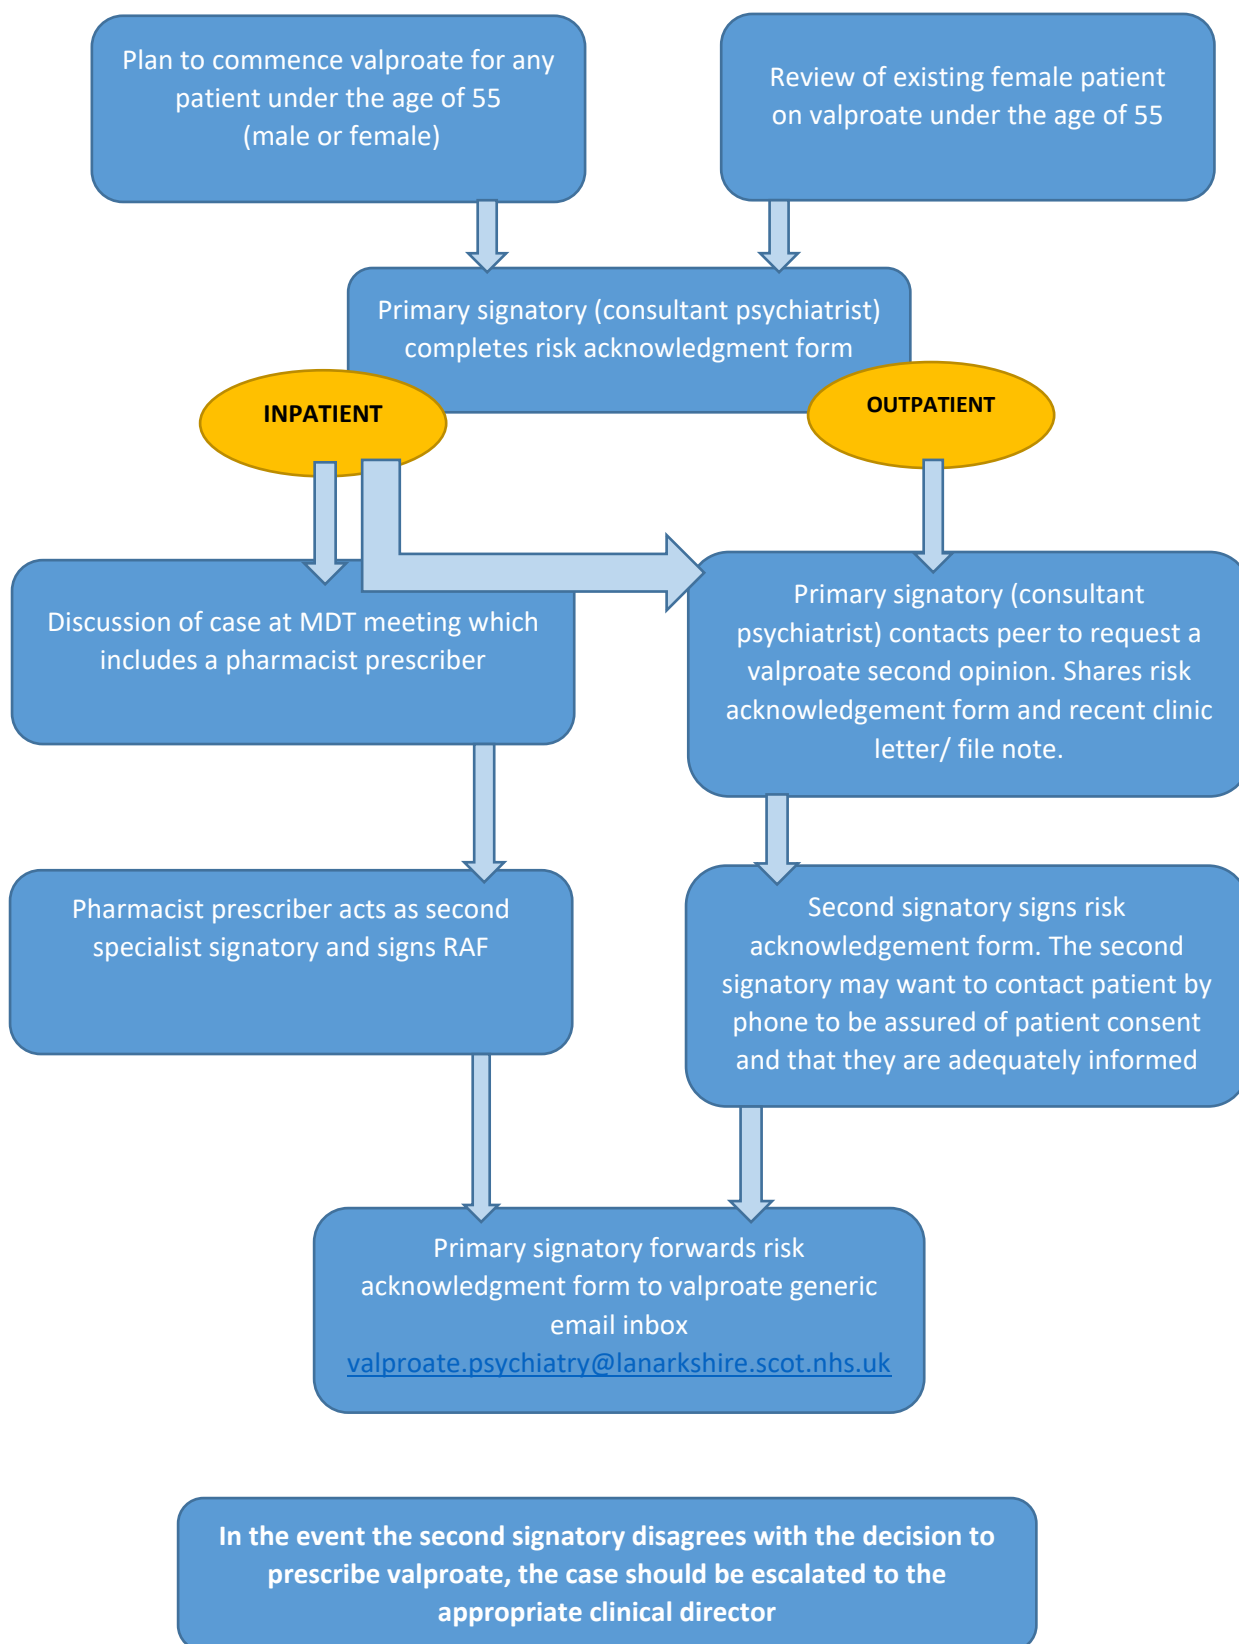 Plan to commence valproate for any
patient under the age of 55
(male or female)
Review of existing female patient
on valproate under the age of 55
Primary signatory (consultant psychiatrist)
completes risk acknowledgment form
INPATIENT
OUTPATIENT
Discussion of case at MDT meeting which
includes a pharmacist prescriber
Primary signatory (consultant
psychiatrist) contacts peer to request a
valproate second opinion. Shares risk
acknowledgement form and recent clinic
letter/ file note.
Pharmacist prescriber acts as second
specialist signatory and signs RAF
Second signatory signs risk
acknowledgement form. The second
signatory may want to contact patient by
phone to be assured of patient consent
and that they are adequately informed
Primary signatory forwards risk
acknowledgment form to valproate generic
email inbox
valproate.psychiatry@lanarkshire.scot.nhs.uk
In the event the second signatory disagrees with the decision to
prescribe valproate, the case should be escalated to the
appropriate clinical director